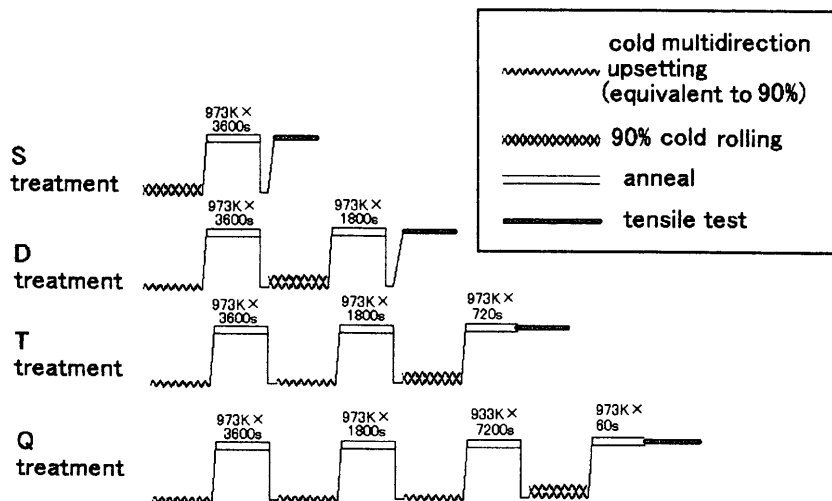 cold multidirection
upsetting
(equivalent to 90%)
90% cold rolling
anneal
tensile test
973K×
3600s
S
treatment
973K×
3600s
973K×
1800s
D
treatment
973K×
3600s
973K×
1800s
973K×
720s
T
treatment
973K×
3600s
973K×
1800s
933K×
7200s
973K×
60s
Q
treatment